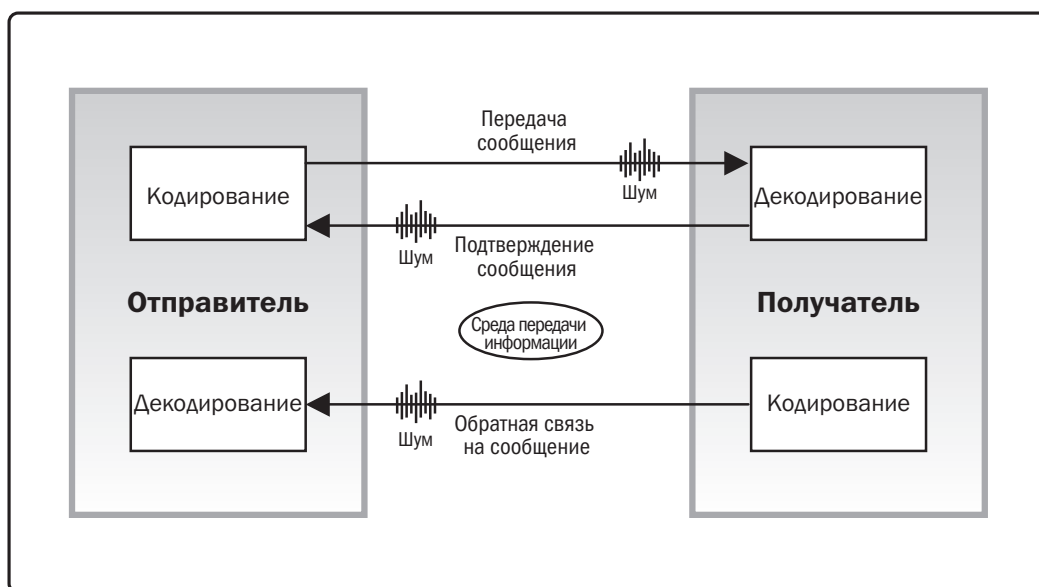 Передача
сообщения
Шум
Кодирование
Декодирование
Шум
Подтверждение
сообщения
Отправитель
Получатель
Среда передачи
информации
Декодирование
Кодирование
Шум
Обратная связь
на сообщение